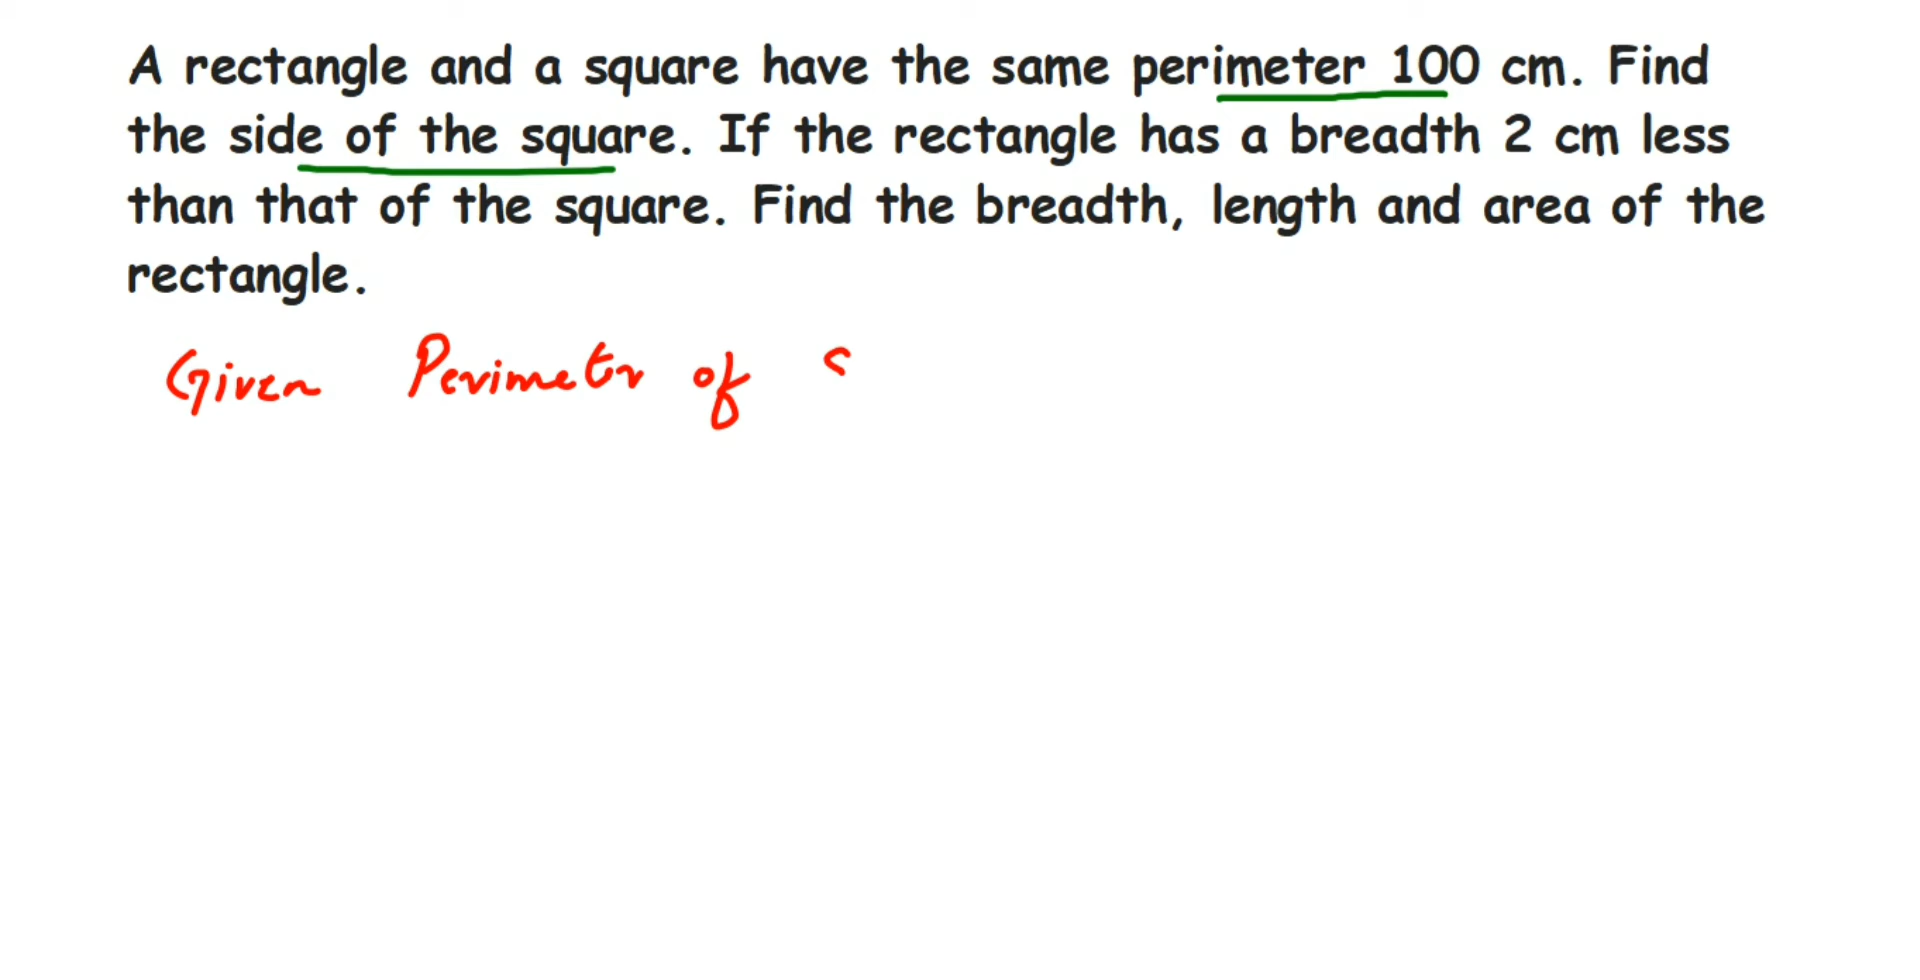 A rectangle and a square have the same perimeter 100 cm. Find
the side of the square. If the rectangle has a breadth 2 cm less
than that of the square. Find the breadth, length and area of the
rectangle.
Given Perimeter of s